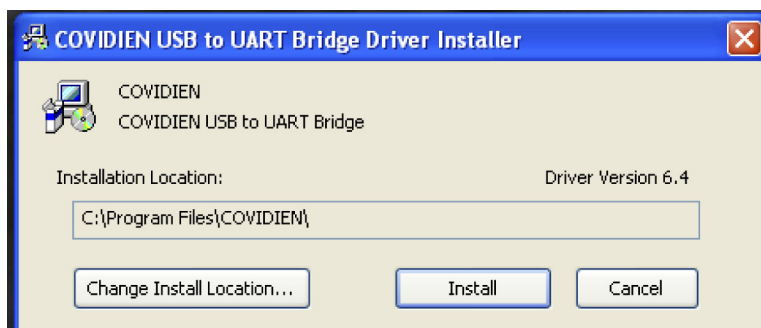 COVIDIEN USB to UART Bridge Driver Installer
COVIDIEN
COVIDIEN USB to UART Bridge
Installation Location: Driver Version 6.4
C:\Program Files\COVIDIEN\
Change Install Location... Install Cancel